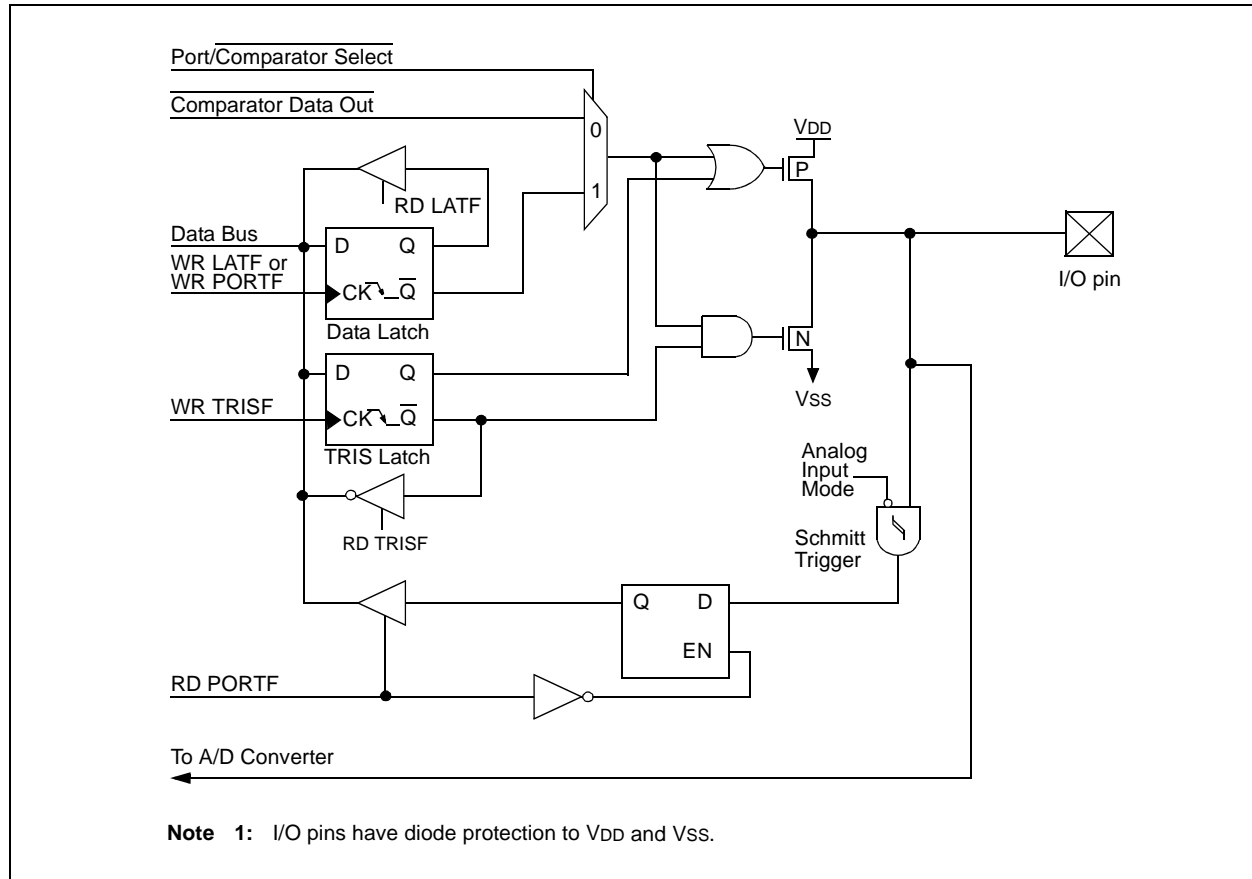 Port/Comparator Select
Comparator Data Out
0
1
VDD
P
RD LATF
Data Bus
D Q
WR LATF or
WR PORTF
CK Q
Data Latch
I/O pin
N
VSS
D Q
WR TRISF
CK Q
TRIS Latch
Analog
Input
Mode
RD TRISF
Schmitt
Trigger
Q D
EN
RD PORTF
To A/D Converter
Note 1: I/O pins have diode protection to VDD and VSS.